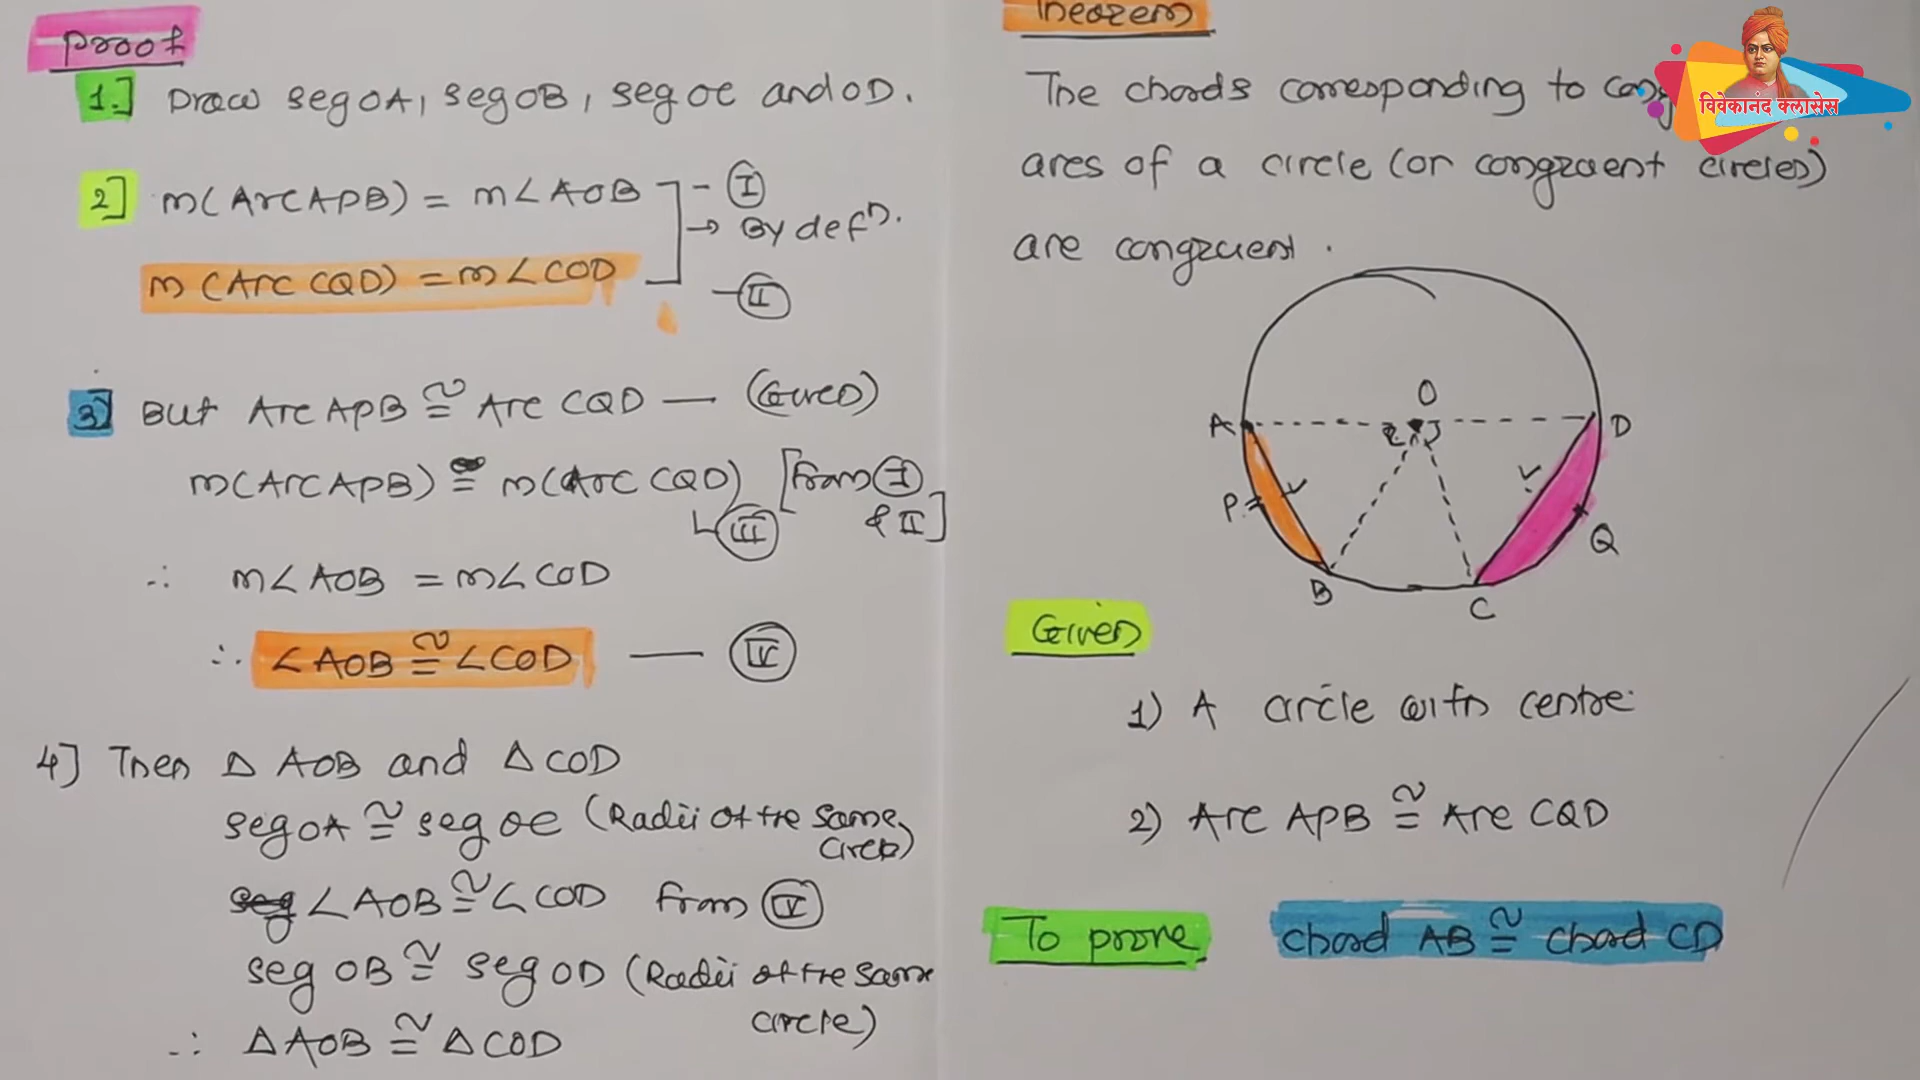 Proof
1.] Draw seg OA, seg OB, seg OC and OD.
2] m(Arc APB) = m∠AOB — (I)
→ By defn.
m(Arc CQD) = m∠COD — (II)
3] But Arc APB ≅ Arc CQD — (Given)
m(Arc APB) = m(Arc CQD) [from (I) & II]
(III)
∴ m∠AOB = m∠COD
∴ ∠AOB ≅ ∠COD — (IV)
4] Then △ AOB and △ COD
seg OA ≅ seg OC (Radii of the same circle)
∠AOB ≅ ∠COD from (IV)
seg OB ≅ seg OD (Radii of the same circle)
∴ △AOB ≅ △COD
Theorem
The chords corresponding to
arcs of a circle (or congruent circles)
are congruent.
O
A
D
P
Q
B
C
Given
1) A circle with centre
2) Arc APB ≅ Arc CQD
To prove chord AB ≅ chord CD
विवेकानंद क्लासेस